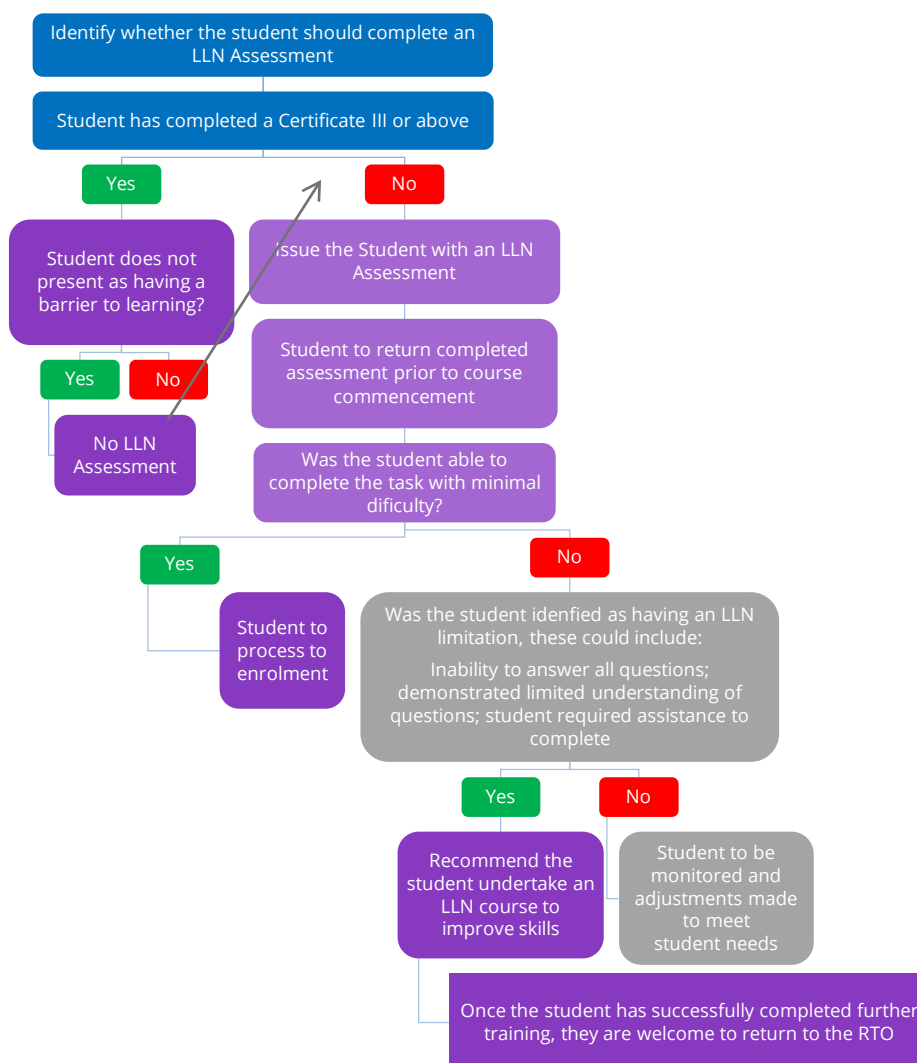 Identify whether the student should complete an
LLN Assessment
Student has completed a Certificate III or above
Yes
No
Student does not
present as having a
barrier to learning?
Yes
No
No LLN
Assessment
Issue the Student with an LLN
Assessment
Student to return completed
assessment prior to course
commencement
Was the student able to
complete the task with minimal
dificulty?
Yes
No
Student to
process to
enrolment
Was the student idenfied as having an LLN
limitation, these could include:
Inability to answer all questions;
demonstrated limited understanding of
questions; student required assistance to
complete
Yes
No
Recommend the
student undertake an
LLN course to
improve skills
Student to be
monitored and
adjustments made
to meet
student needs
Once the student has successfully completed further
training, they are welcome to return to the RTO